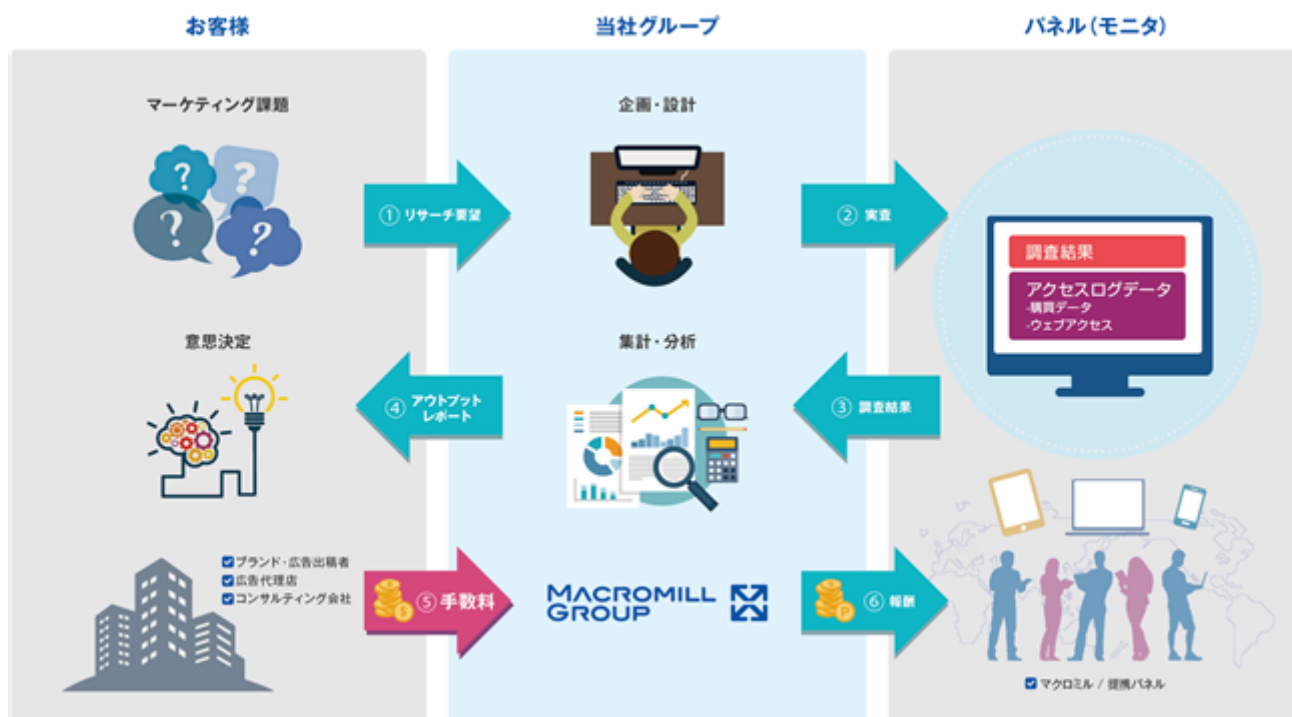 お客様
当社グループ
パネル(モニタ)
マーケティング課題
企画・設計
? ? ? ?
① リサーチ要望
② 実査
調査結果
アクセスログデータ
-購買データ
-ウェブアクセス
意思決定
集計・分析
④ アウトプット
レポート
③ 調査結果
ブランド・広告出稿者
広告代理店
コンサルティング会社
$ ⑤ 手数料
MACROMILL
GROUP
P ⑥ 報酬
マクロミル / 提携パネル